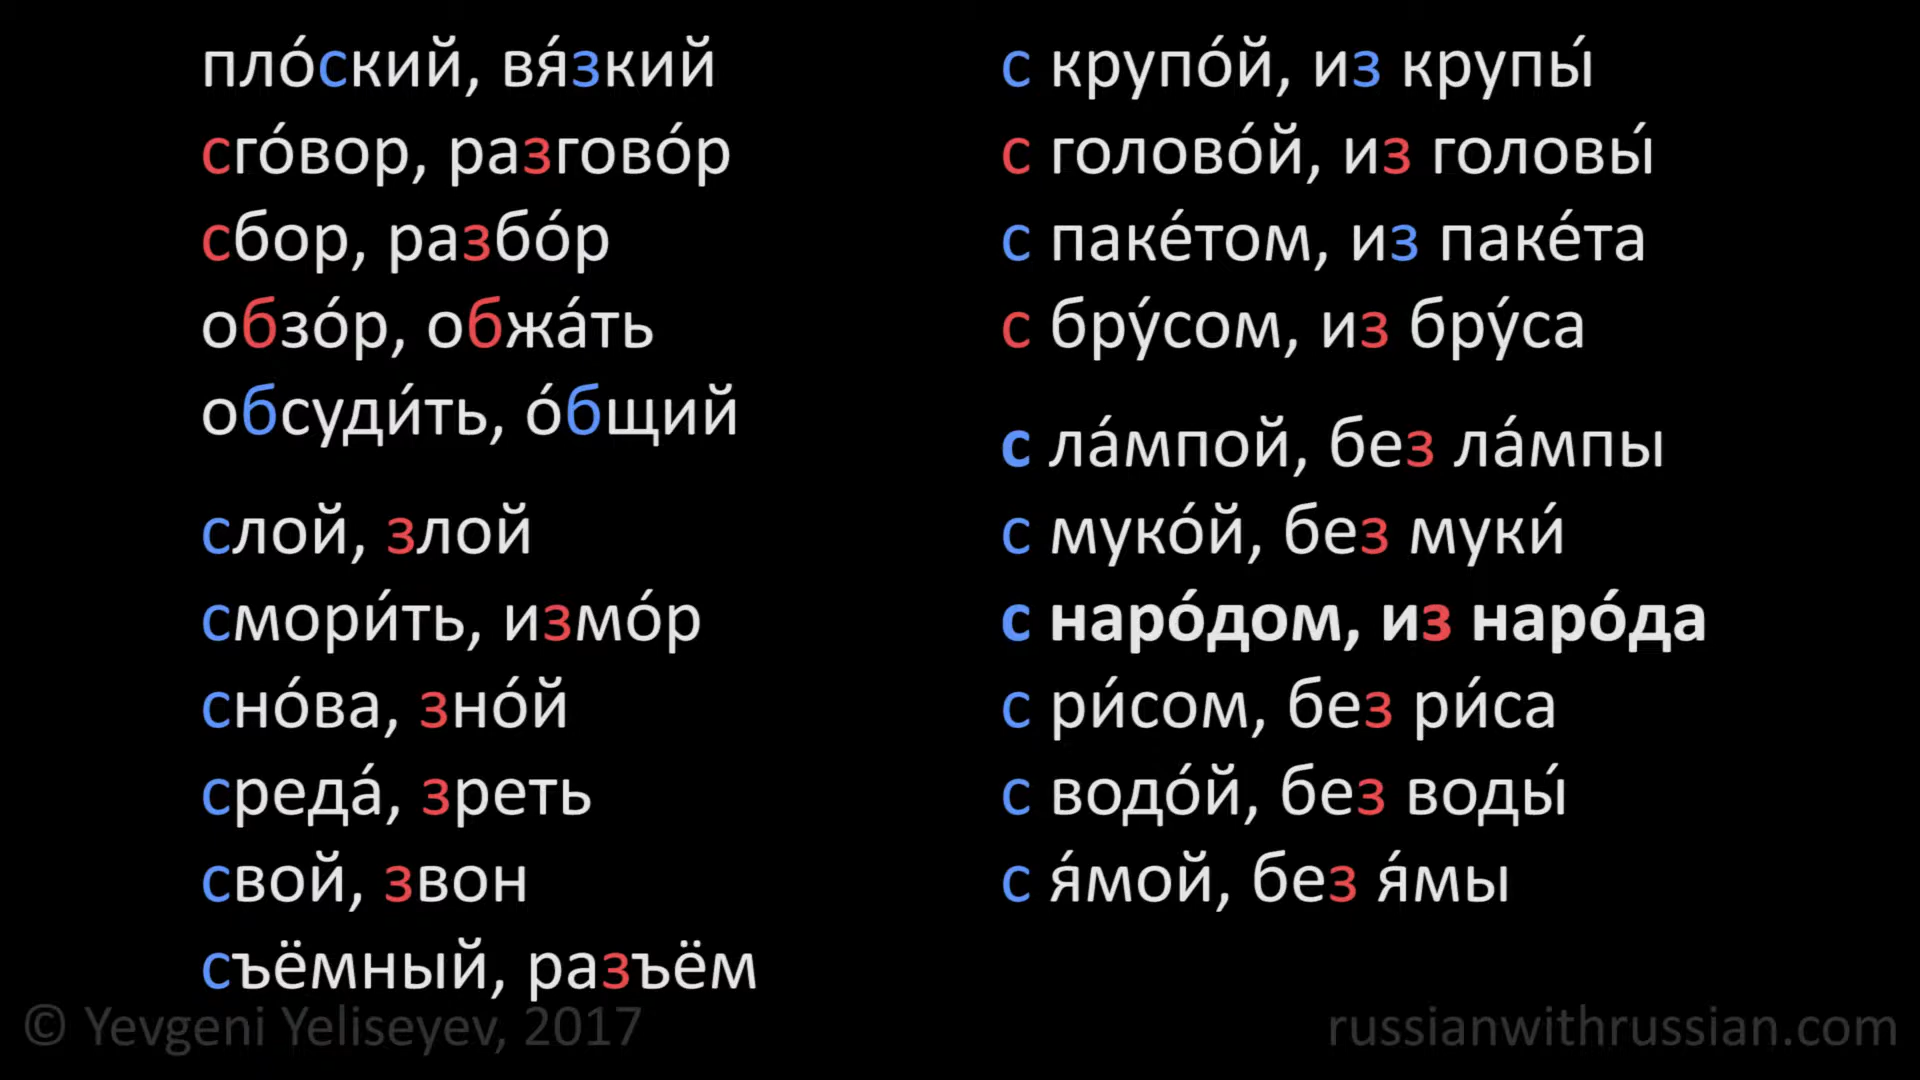 пло́ский, вя́зкий
сго́вор, разгово́р
сбор, разбо́р
обзо́р, обжа́ть
обсуди́ть, о́бщий
слой, злой
смори́ть, измо́р
сно́ва, зно́й
среда́, зреть
свой, звон
съёмный, разъём
с крупо́й, из крупы́
с голово́й, из головы́
с паке́том, из паке́та
с бру́сом, из бру́са
с ла́мпой, без ла́мпы
с муко́й, без муки́
с наро́дом, из наро́да
с ри́сом, без ри́са
с водо́й, без воды́
с я́мой, без я́мы
© Yevgeni Yeliseyev, 2017
russianwithrussian.com